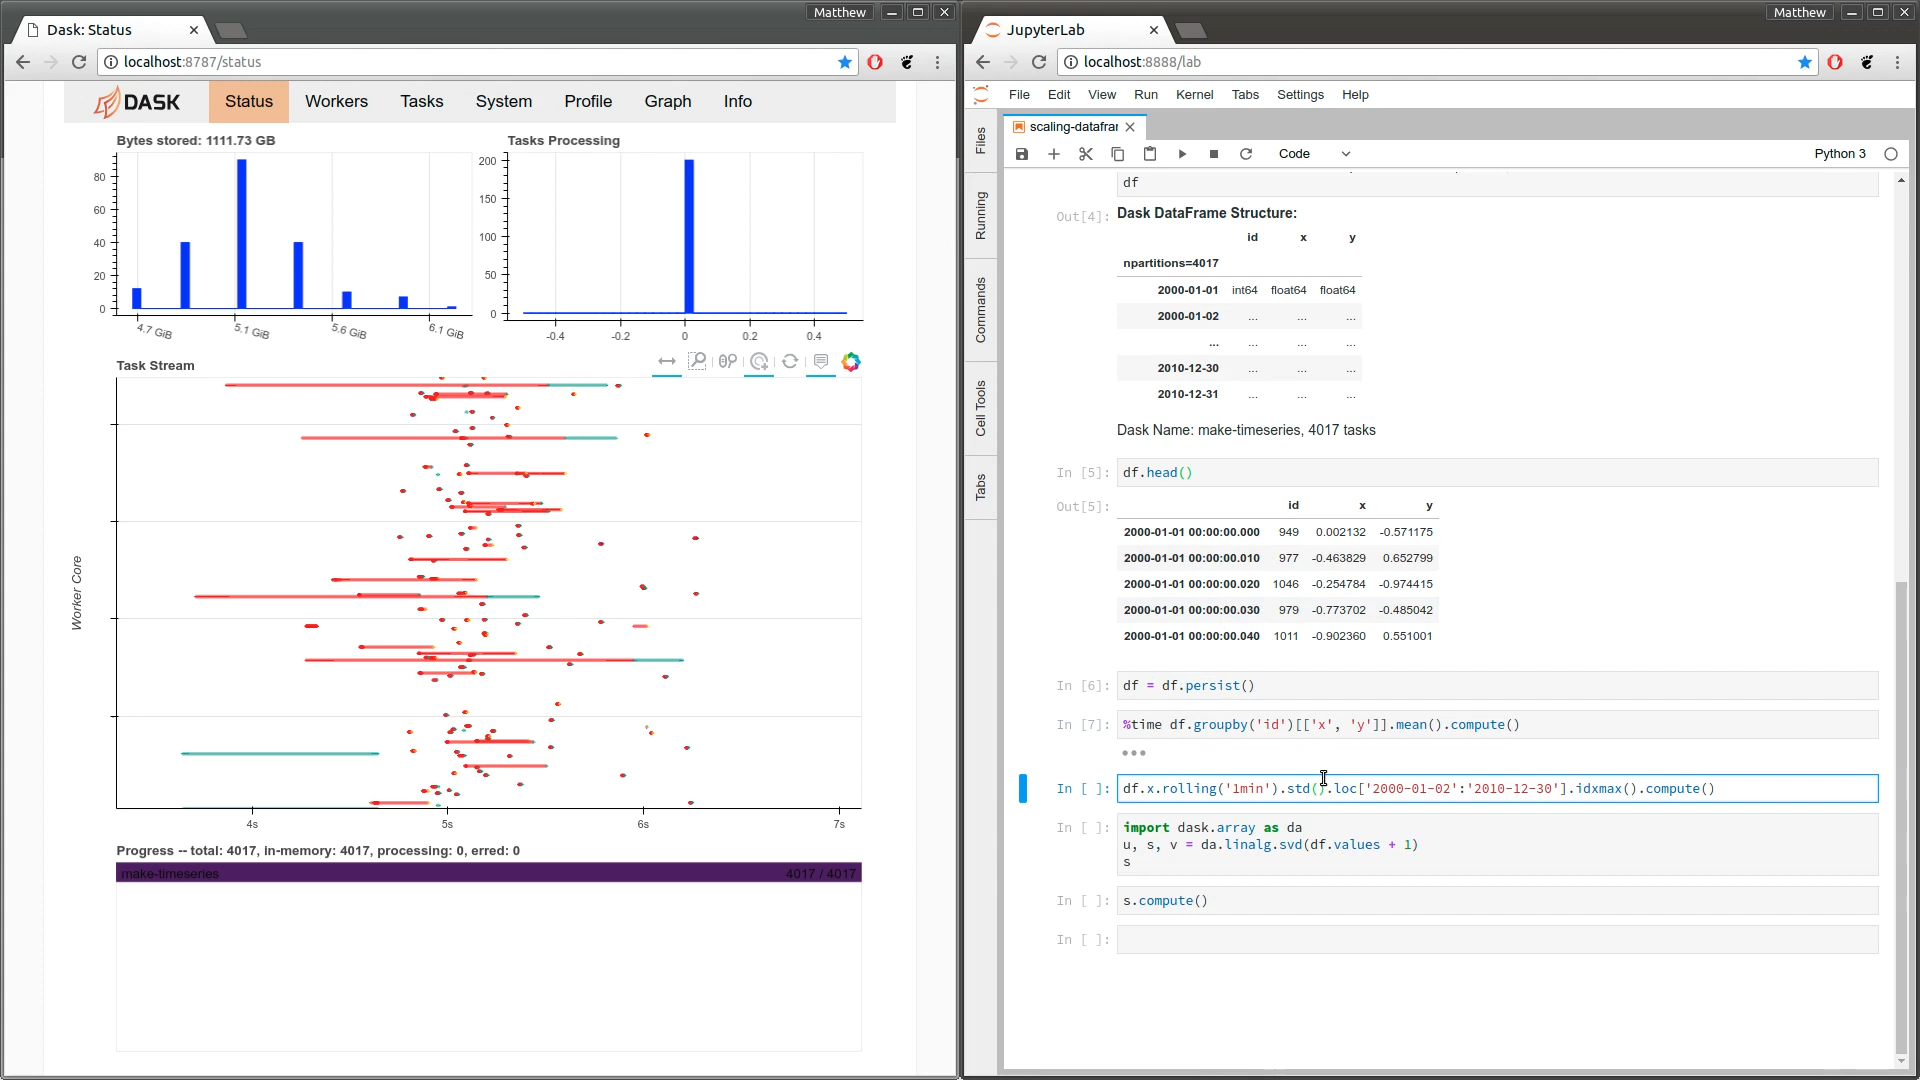 Matthew
Dask: Status
localhost:8787/status
DASK Status Workers Tasks System Profile Graph Info
Bytes stored: 1111.73 GB
80
60
40
20
0
4.7 GiB 5.1 GiB 5.6 GiB 6.1 GiB
Tasks Processing
200
150
100
50
0
-0.4 -0.2 0 0.2 0.4
Task Stream
Worker Core
4s 5s 6s 7s
Progress -- total: 4017, in-memory: 4017, processing: 0, erred: 0
make-timeseries 4017 / 4017
Matthew
JupyterLab
localhost:8888/lab
File Edit View Run Kernel Tabs Settings Help
Files
Running
Commands
Cell Tools
Tabs
scaling-datafrar
Code Python 3
df
Out[4]: Dask DataFrame Structure:
id x y
npartitions=4017
2000-01-01 int64 float64 float64
2000-01-02 ... ... ...
... ... ... ...
2010-12-30 ... ... ...
2010-12-31 ... ... ...
Dask Name: make-timeseries, 4017 tasks
In [5]: df.head()
Out[5]: id x y
2000-01-01 00:00:00.000 949 0.002132 -0.571175
2000-01-01 00:00:00.010 977 -0.463829 0.652799
2000-01-01 00:00:00.020 1046 -0.254784 -0.974415
2000-01-01 00:00:00.030 979 -0.773702 -0.485042
2000-01-01 00:00:00.040 1011 -0.902360 0.551001
In [6]: df = df.persist()
In [7]: %time df.groupby('id')[['x', 'y']].mean().compute()
In [ ]: df.x.rolling('1min').std().loc['2000-01-02':'2010-12-30'].idxmax().compute()
In [ ]: import dask.array as da
u, s, v = da.linalg.svd(df.values + 1)
s
In [ ]: s.compute()
In [ ]: